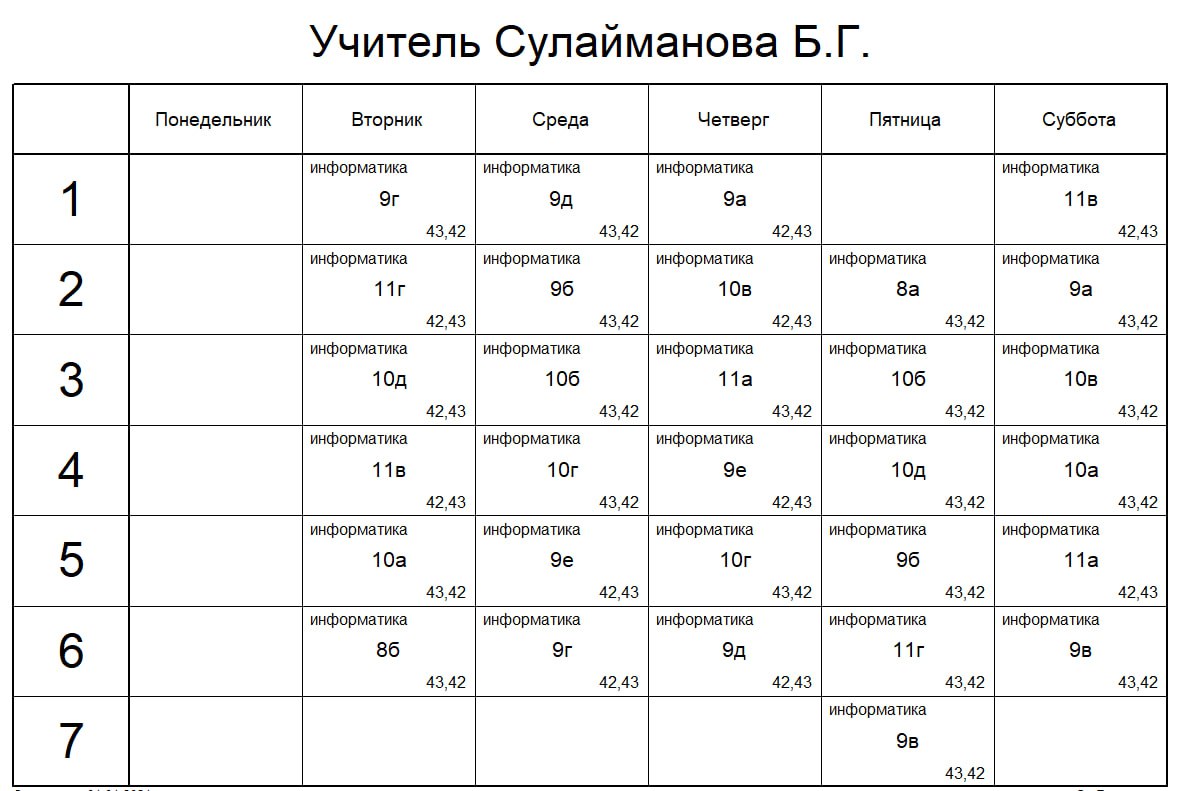 Учитель Сулайманова Б.Г.
Понедельник Вторник Среда Четверг Пятница Суббота
1
информатика информатика информатика информатика
9г 9д 9а 11в
43,42 43,42 42,43 42,43
2
информатика информатика информатика информатика информатика
11г 9б 10в 8а 9а
42,43 43,42 42,43 43,42 43,42
3
информатика информатика информатика информатика информатика
10д 10б 11а 10б 10в
42,43 43,42 43,42 43,42 43,42
4
информатика информатика информатика информатика информатика
11в 10г 9е 10д 10а
42,43 43,42 42,43 43,42 43,42
5
информатика информатика информатика информатика информатика
10а 9е 10г 9б 11а
43,42 42,43 43,42 43,42 42,43
6
информатика информатика информатика информатика информатика
8б 9г 9д 11г 9в
43,42 42,43 42,43 43,42 43,42
7
информатика
9в
43,42